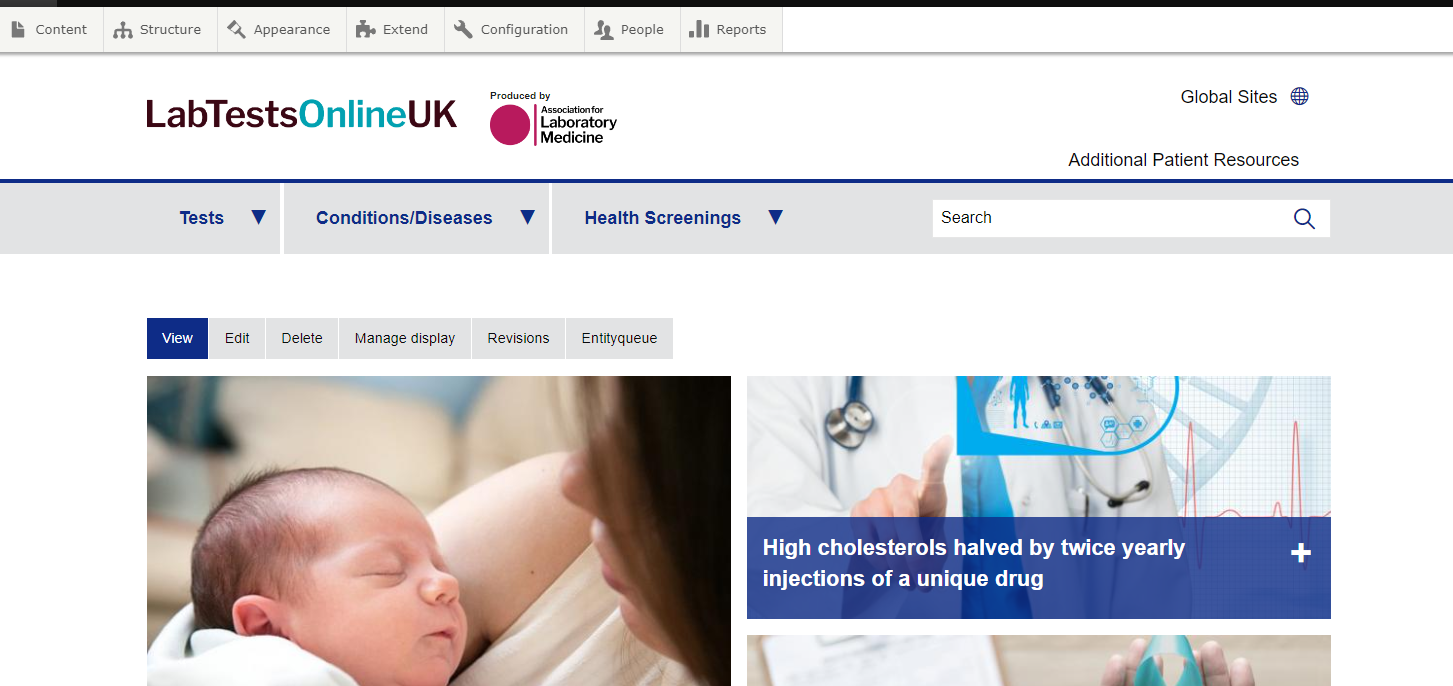 Content
Structure
Appearance
Extend
Configuration
People
Reports
LabTestsOnlineUK
Produced by
Association for
Laboratory
Medicine
Global Sites
Additional Patient Resources
Tests
Conditions/Diseases
Health Screenings
Search
View
Edit
Delete
Manage display
Revisions
Entityqueue
High cholesterols halved by twice yearly
injections of a unique drug